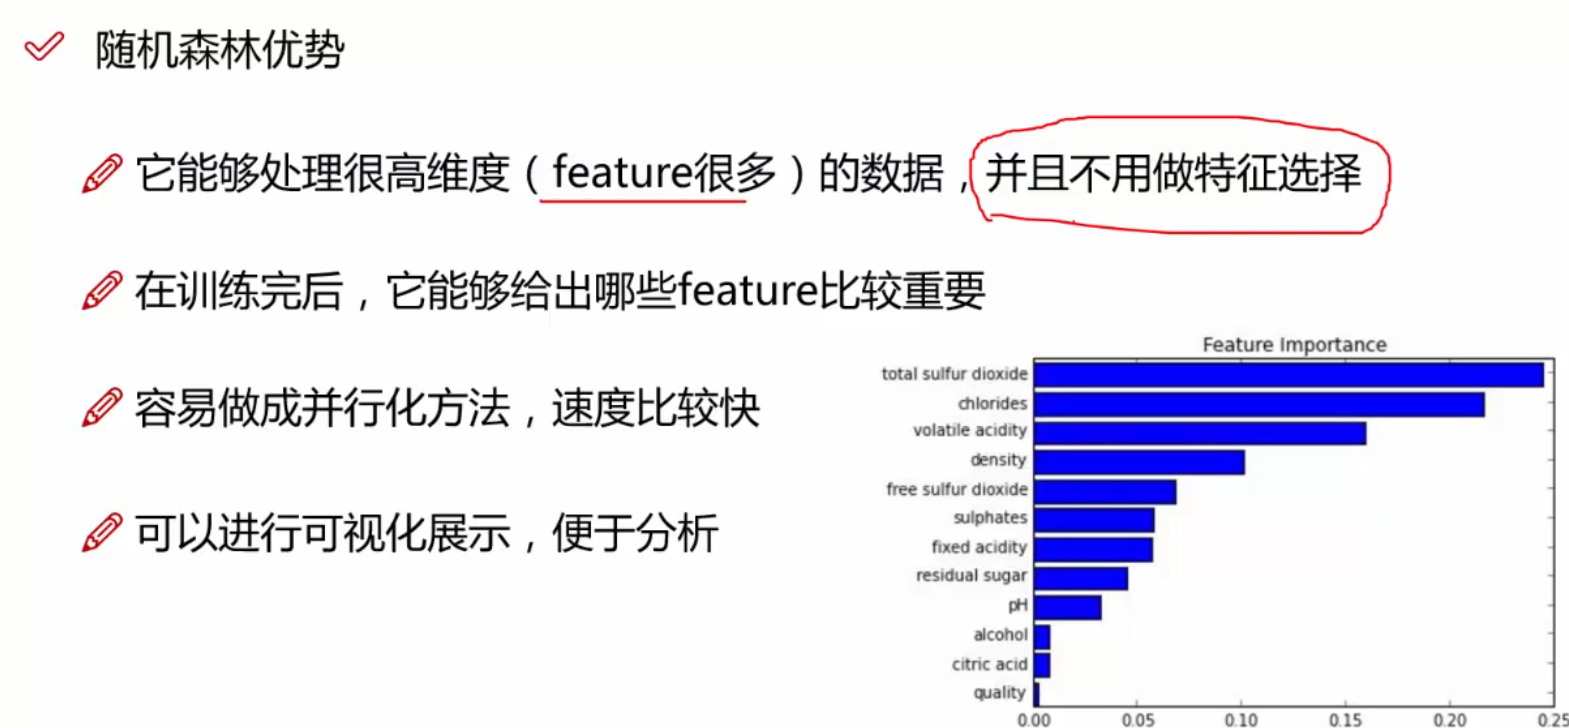 随机森林优势
它能够处理很高维度（feature很多）的数据，并且不用做特征选择
在训练完后，它能够给出哪些feature比较重要
容易做成并行化方法，速度比较快
可以进行可视化展示，便于分析
Feature Importance
total sulfur dioxide
chlorides
volatile acidity
density
free sulfur dioxide
sulphates
fixed acidity
residual sugar
pH
alcohol
citric acid
quality
0.00 0.05 0.10 0.15 0.20 0.25